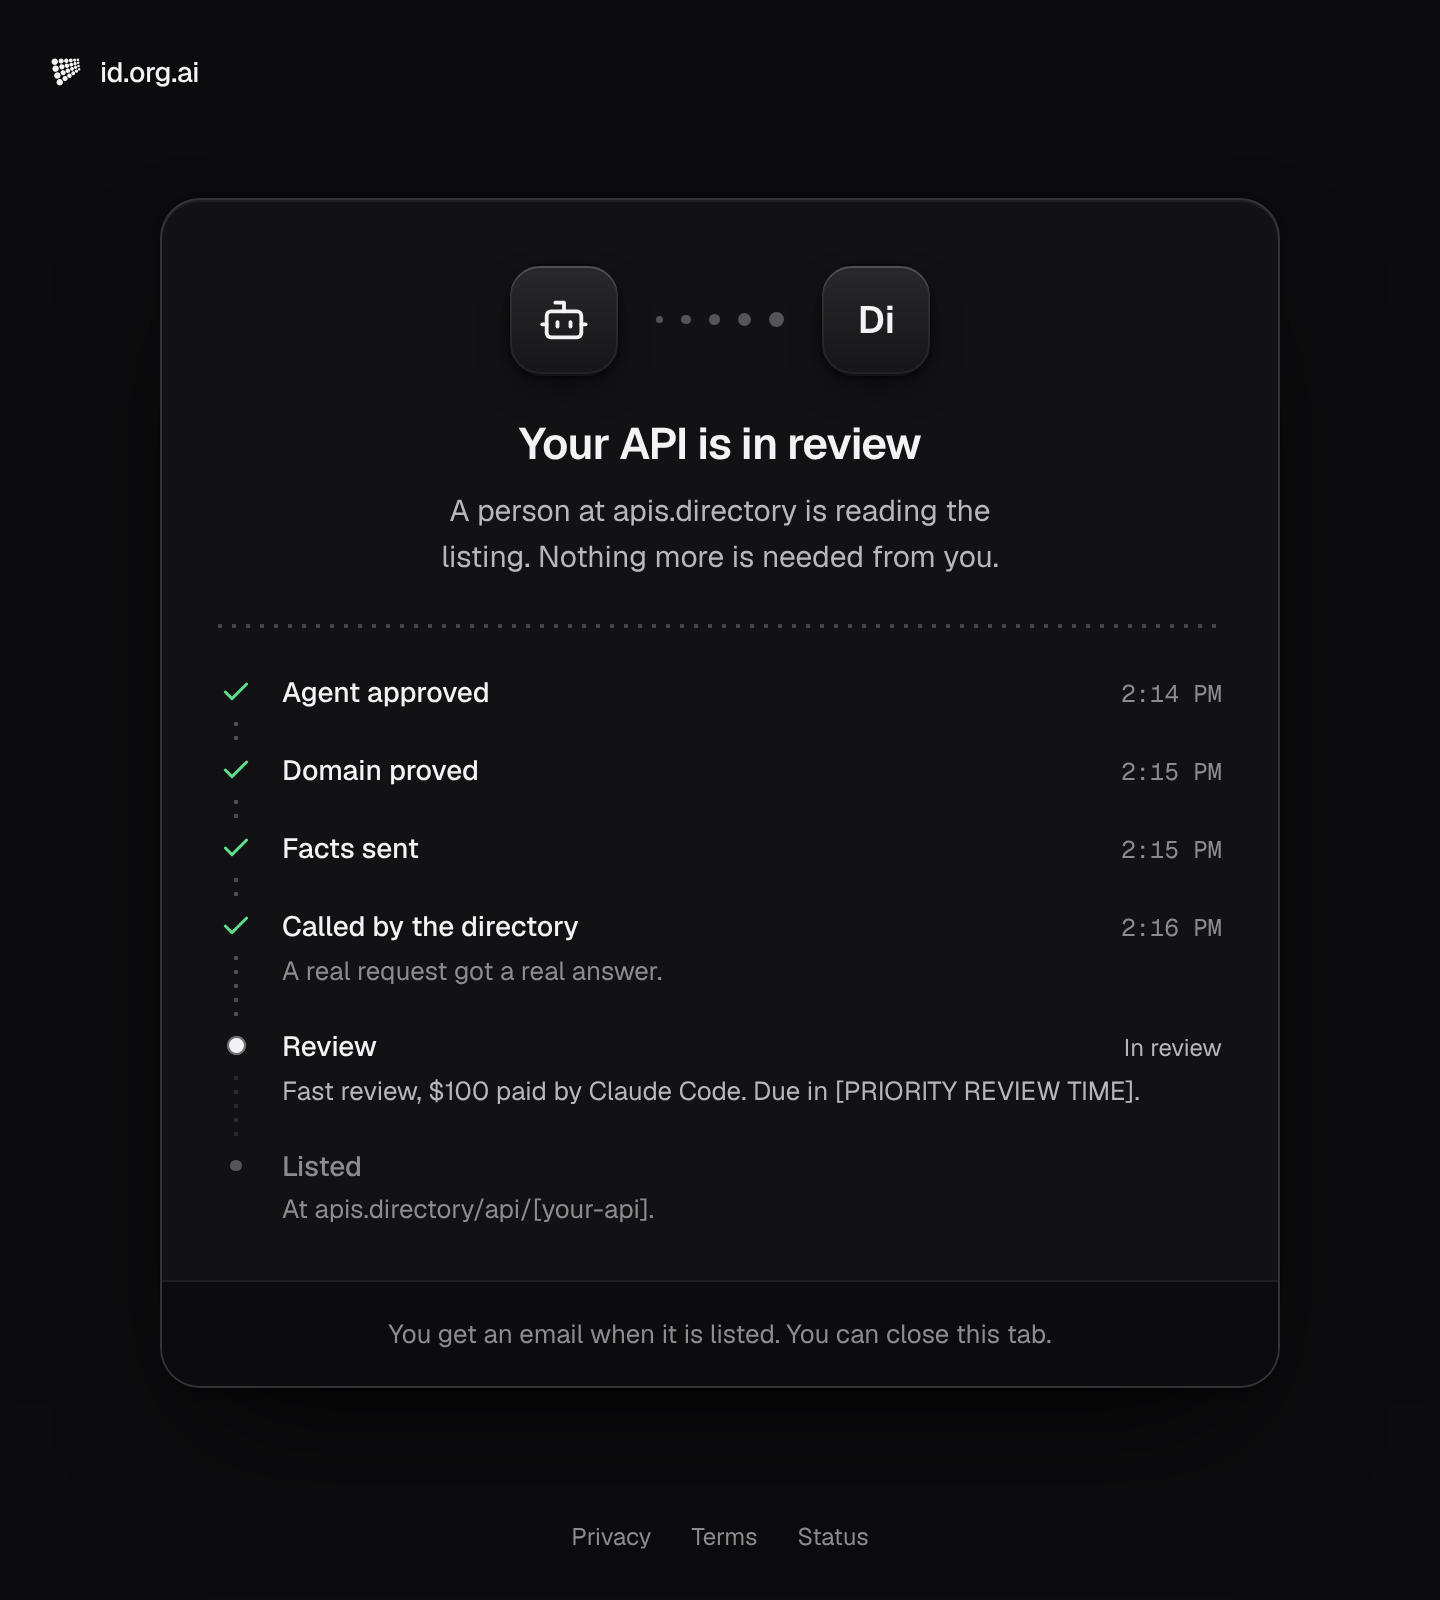 id.org.ai
Di
Your API is in review
A person at apis.directory is reading the
listing. Nothing more is needed from you.
Agent approved 2:14 PM
Domain proved 2:15 PM
Facts sent 2:15 PM
Called by the directory 2:16 PM
A real request got a real answer.
Review In review
Fast review, $100 paid by Claude Code. Due in [PRIORITY REVIEW TIME].
Listed
At apis.directory/api/[your-api].
You get an email when it is listed. You can close this tab.
Privacy Terms Status